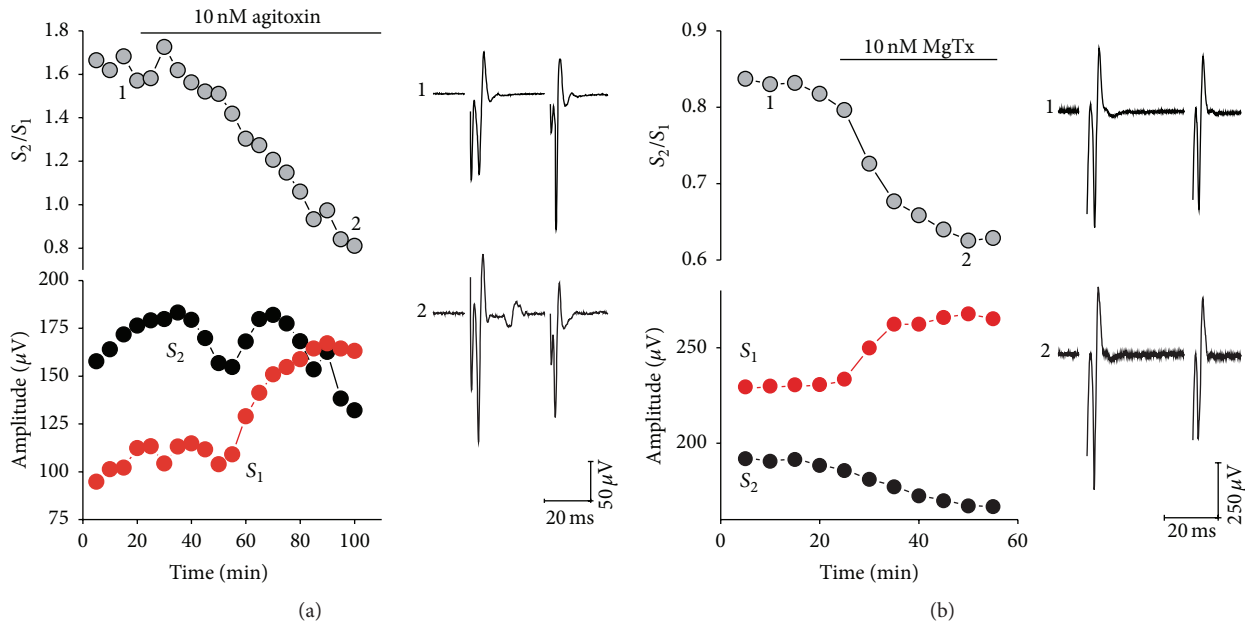 10 nM agitoxin
1.8
1.6
1.4
1.2
1.0
0.8
S2/S1
1
2
200
175
150
125
100
75
Amplitude (μV)
S2
S1
0 20 40 60 80 100
Time (min)
1
2
50 μV
20 ms
(a)
10 nM MgTx
0.9
0.8
0.7
0.6
S2/S1
1
2
250
200
Amplitude (μV)
S1
S2
0 20 40 60
Time (min)
1
2
250 μV
20 ms
(b)